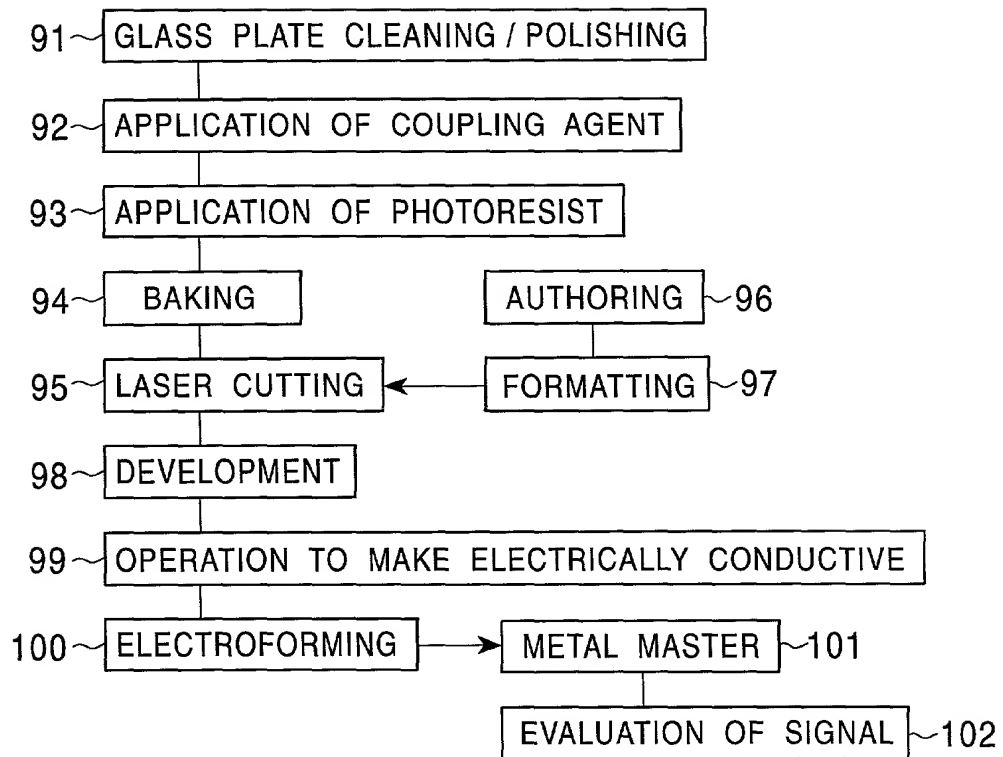 91 GLASS PLATE CLEANING / POLISHING
92 APPLICATION OF COUPLING AGENT
93 APPLICATION OF PHOTORESIST
94 BAKING
AUTHORING 96
95 LASER CUTTING
FORMATTING 97
98 DEVELOPMENT
99 OPERATION TO MAKE ELECTRICALLY CONDUCTIVE
100 ELECTROFORMING
METAL MASTER 101
EVALUATION OF SIGNAL 102